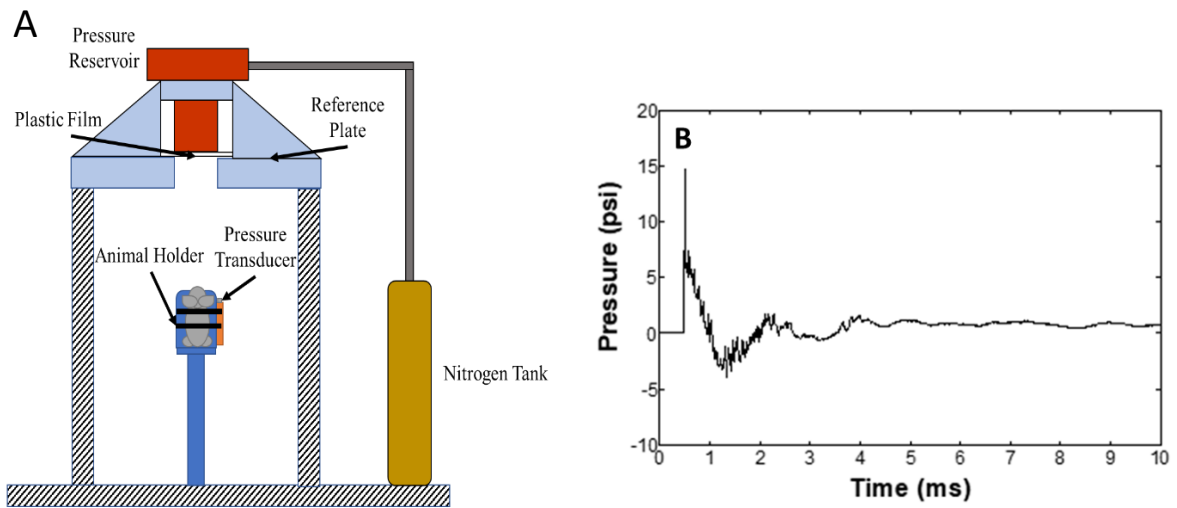 A
Pressure
Reservoir
Plastic Film
Reference
Plate
Animal Holder
Pressure
Transducer
Nitrogen Tank
B
Pressure (psi)
20
15
10
5
0
-5
-10
0 1 2 3 4 5 6 7 8 9 10
Time (ms)